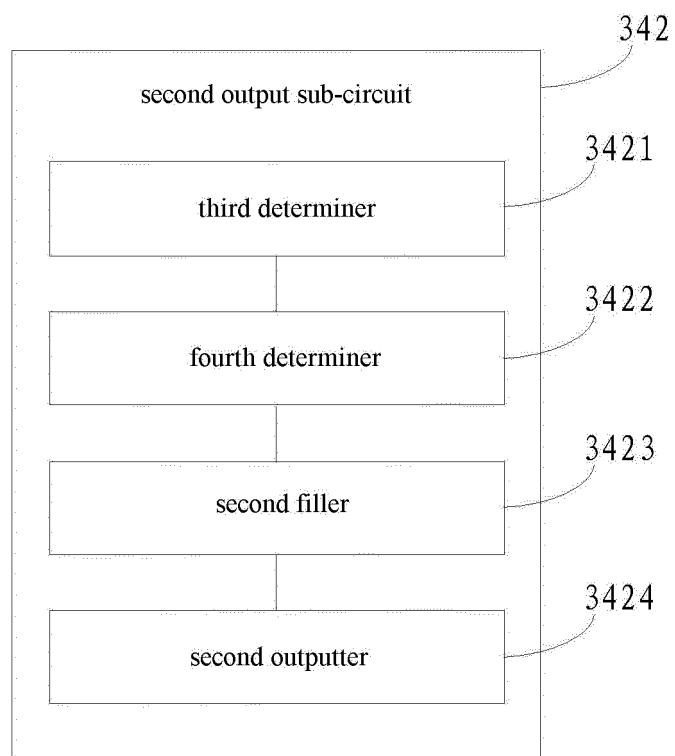 342
second output sub-circuit
3421
third determiner
3422
fourth determiner
3423
second filler
3424
second outputter